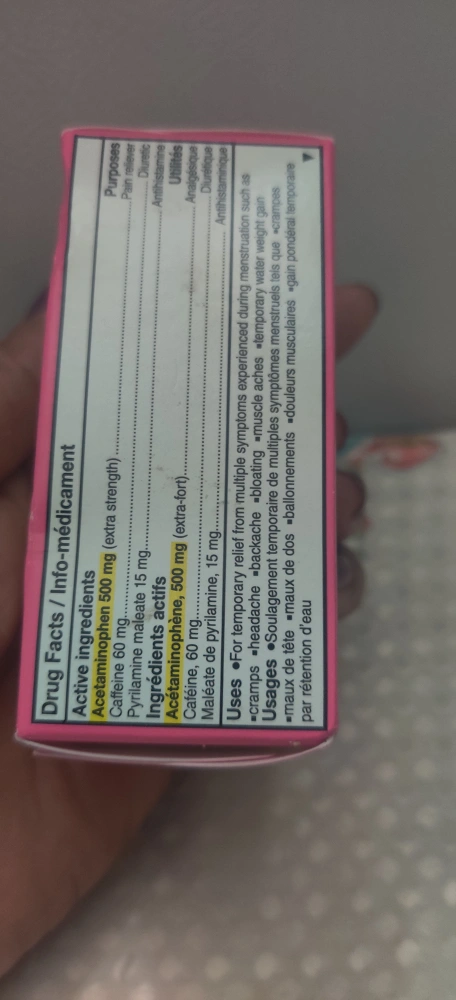 Drug Facts / Info-médicament
Active ingredients Purposes
Acetaminophen 500 mg (extra strength) Pain reliever
Caffeine 60 mg Diuretic
Pyrilamine maleate 15 mg Antihistamine
Ingrédients actifs Utilités
Acétaminophène, 500 mg (extra-fort) Analgésique
Caféine, 60 mg Diurétique
Maléate de pyrilamine, 15 mg Antihistaminique
Uses •For temporary relief from multiple symptoms experienced during menstruation such as
▪cramps ▪headache ▪backache ▪bloating ▪muscle aches ▪temporary water weight gain
Usages •Soulagement temporaire de multiples symptômes menstruels tels que ▪crampes
▪maux de tête ▪maux de dos ▪ballonnements ▪douleurs musculaires ▪gain pondéral temporaire
par rétention d'eau